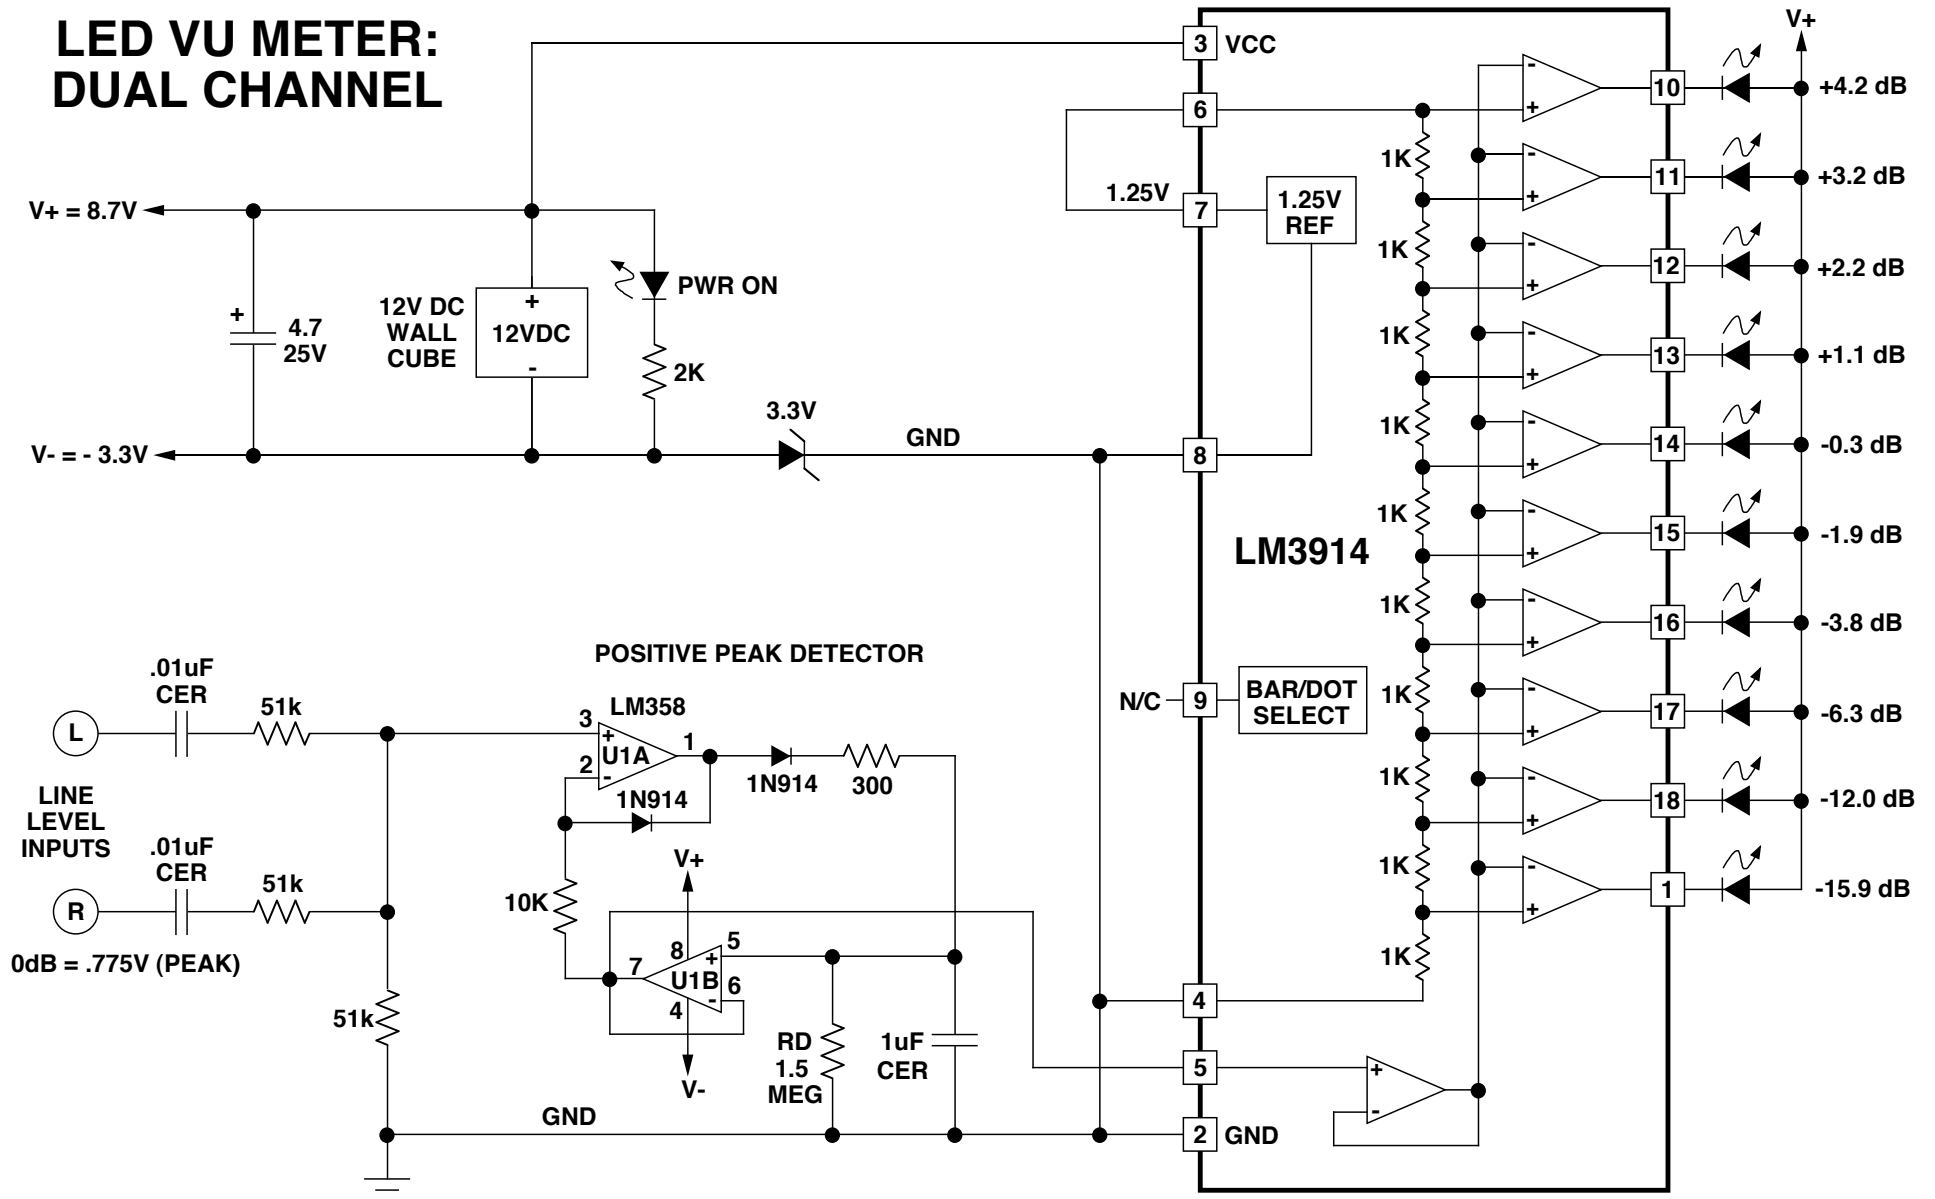 LED VU METER:
DUAL CHANNEL
3 VCC
6
1.25V
7
1.25V
REF
V+ = 8.7V
+
4.7
25V
12V DC
WALL
CUBE
+
12VDC
-
PWR ON
2K
V- = - 3.3V
3.3V
GND
8
LM3914
N/C
9
BAR/DOT
SELECT
POSITIVE PEAK DETECTOR
.01uF
CER
51k
L
LINE
LEVEL
INPUTS
.01uF
CER
51k
R
0dB = .775V (PEAK)
51k
LM358
3
+
U1A
2
-
1
1N914
1N914
300
10K
V+
8
5
+
7
U1B
6
-
4
V-
RD
1.5
MEG
1uF
CER
GND
4
5
+
-
2 GND
1K
1K
1K
1K
1K
1K
1K
1K
1K
1K
V+
- + 10 +4.2 dB
- + 11 +3.2 dB
- + 12 +2.2 dB
- + 13 +1.1 dB
- + 14 -0.3 dB
- + 15 -1.9 dB
- + 16 -3.8 dB
- + 17 -6.3 dB
- + 18 -12.0 dB
- + 1 -15.9 dB